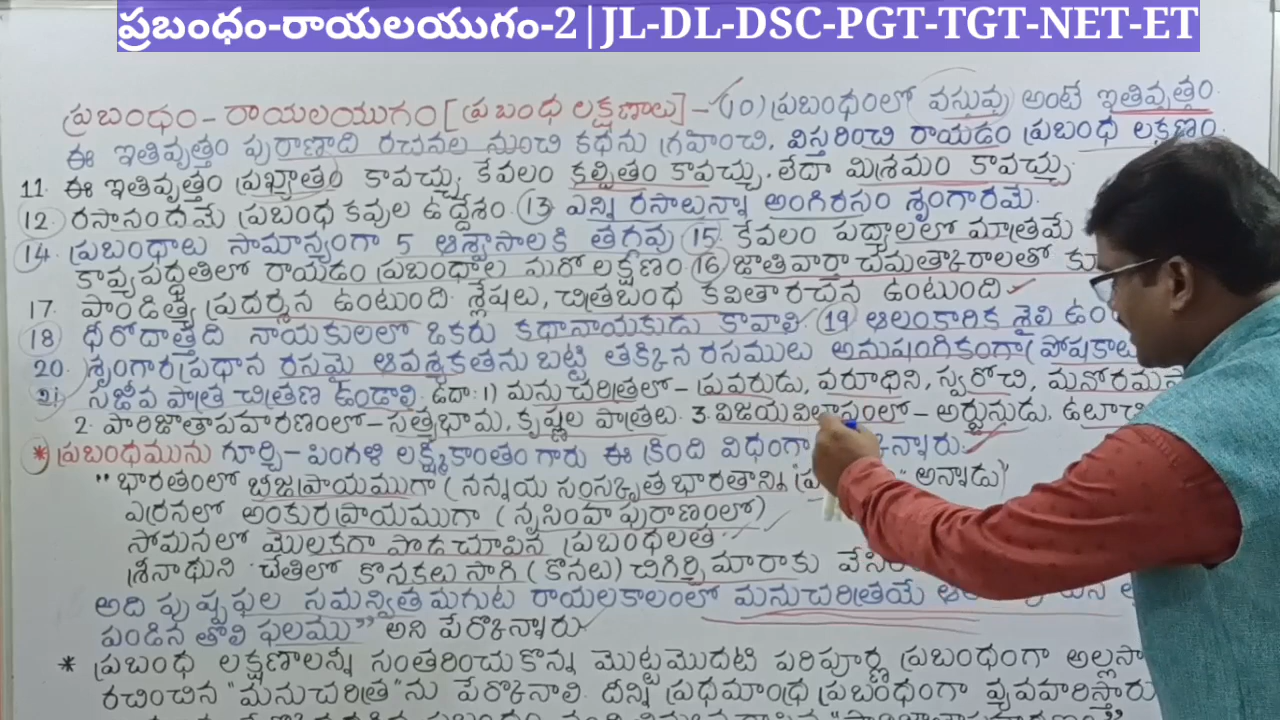 ప్రబంధం-రాయలయుగం-2|JL-DL-DSC-PGT-TGT-NET-ET
ప్రబంధం - రాయలయుగం [ప్రబంధ లక్షణాలు] - (10) ప్రబంధంలో వస్తువు అంటే ఇతివృత్తం.
ఈ ఇతివృత్తం పురాణాది రచనల నుంచి కథను గ్రహించి, విస్తరించి రాయడం ప్రబంధ లక్షణం.
11. ఈ ఇతివృత్తం ప్రఖ్యాతం కావచ్చు. కేవలం కల్పితం కావచ్చు. లేదా మిశ్రమం కావచ్చు.
12. రసానందమే ప్రబంధ కవుల ఉద్దేశం. 13 ఎన్ని రసాలున్నా అంగిరసం శృంగారమే.
14. ప్రబంధాలు సామాన్యంగా 5 ఆశ్వాసాలకి తగ్గవు 15. కేవలం పద్యాలలో మాత్రమే
కావ్యపద్ధతిలో రాయడం ప్రబంధాల మరో లక్షణం 16 జాతివార్తా చమత్కారాలతో
17. పాండిత్య ప్రదర్శన ఉంటుంది. శ్లేషలు, చిత్రబంధ కవితా రచన ఉంటుంది.
18 ధీరోదాత్తాది నాయకులలో ఒకరు కథానాయకుడు కావాలి. 19 ఆలంకారిక శైలి
20. శృంగారప్రధాన రసమై ఆవశ్యకతను బట్టి తక్కిన రసములు అనుషంగికంగా
21 సజీవ పాత్ర చిత్రణ ఉండాలి. ఉదా: 1) మనుచరిత్రలో - ప్రవరుడు, వరూధిని, స్వరోచి,
2. పారిజాతాపహరణంలో - సత్యభామ, కృష్ణుల పాత్రలు. 3. విజయవిలాసంలో - అర్జునుడు,
* ప్రబంధమును గూర్చి - పింగళి లక్ష్మీకాంతం గారు ఈ క్రింది విధంగా
"భారతంలో బీజప్రాయముగా (నన్నయ సంస్కృత భారతాన్ని అన్నాడు)
ఎర్రనలో అంకురప్రాయముగా (నృసింహపురాణంలో)
సోమనలో మొలకగా పొడచూపిన ప్రబంధలత
శ్రీనాథుని చేతిలో కొనకలు సాగి (కొసలు) చిగిర్చి మారాకు
అది పుష్పఫల సమన్విత మగుట రాయలకాలంలో మనుచరిత్రయే
పండిన తొలి ఫలము" అని పేర్కొన్నారు.
* ప్రబంధ లక్షణాలన్నీ సంతరించుకొన్న మొట్టమొదటి పరిపూర్ణ ప్రబంధంగా
రచించిన "మనుచరిత్ర"ను పేర్కొనాలి. దీన్ని ప్రథమాంధ్ర ప్రబంధంగా వ్యవహరిస్తారు